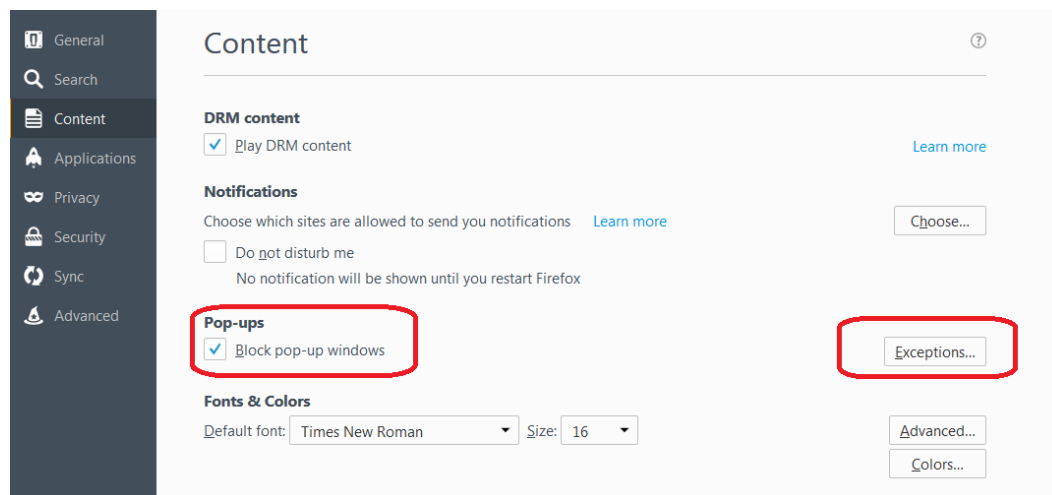 General
Search
Content
Applications
Privacy
Security
Sync
Advanced
Content
?
DRM content
Play DRM content
Learn more
Notifications
Choose which sites are allowed to send you notifications Learn more
Choose...
Do not disturb me
No notification will be shown until you restart Firefox
Pop-ups
Block pop-up windows
Exceptions...
Fonts & Colors
Default font: Times New Roman Size: 16
Advanced...
Colors...